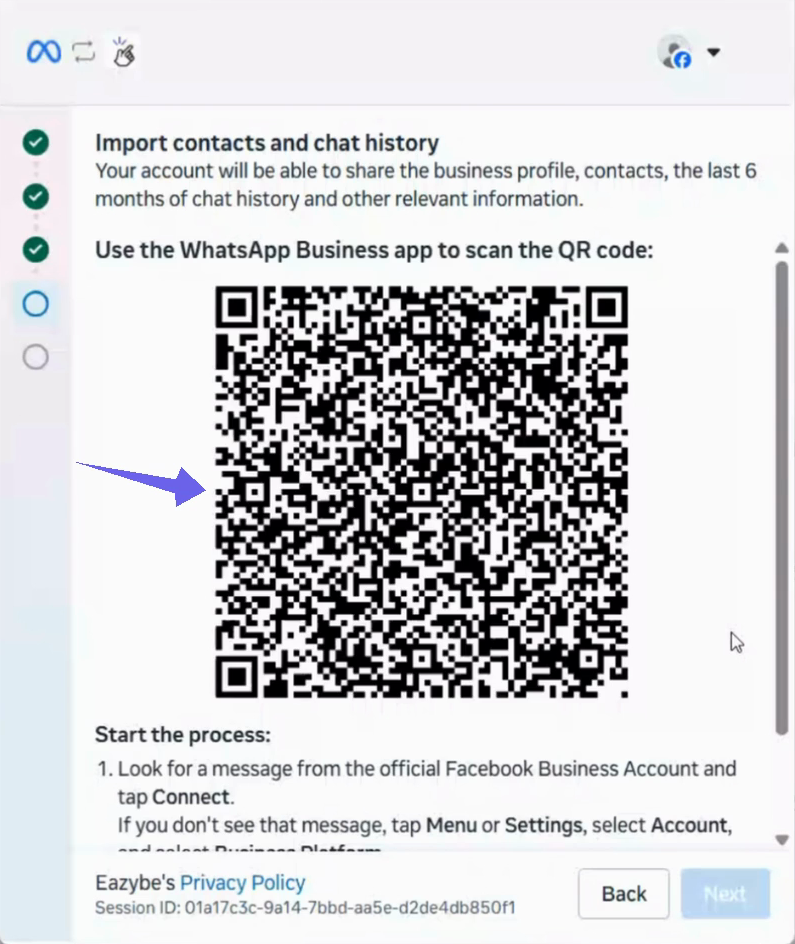 Import contacts and chat history
Your account will be able to share the business profile, contacts, the last 6
months of chat history and other relevant information.
Use the WhatsApp Business app to scan the QR code:
Start the process:
1. Look for a message from the official Facebook Business Account and
tap Connect.
If you don't see that message, tap Menu or Settings, select Account,
and select Business Platform
Eazybe's Privacy Policy
Session ID: 01a17c3c-9a14-7bbd-aa5e-d2de4db850f1
Back
Next